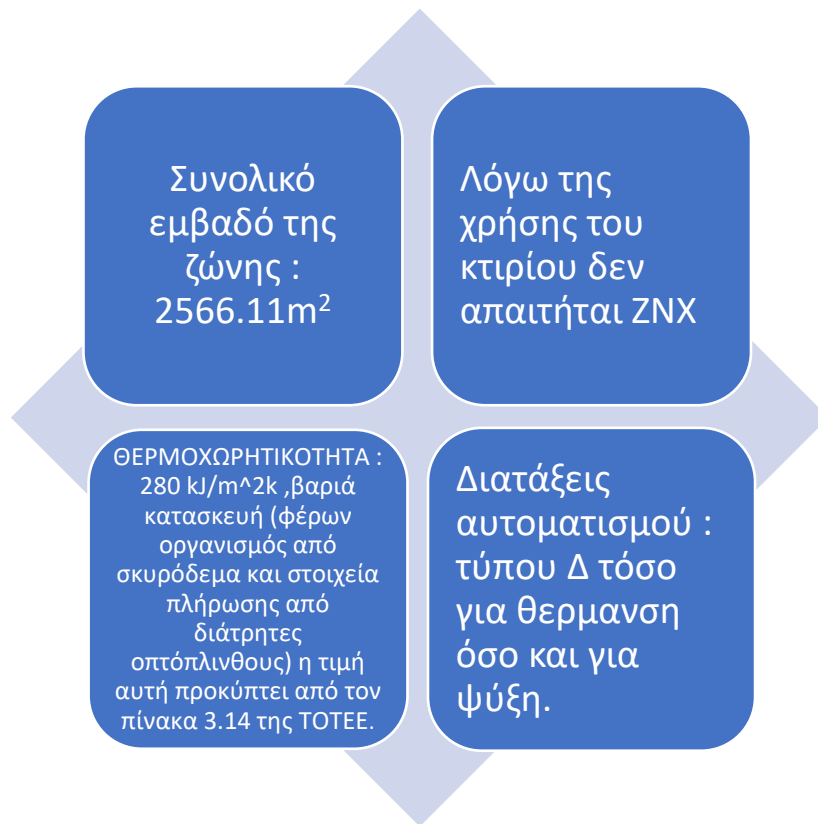 Συνολικό
εμβαδό της
ζώνης :
2566.11m²
Λόγω της
χρήσης του
κτιρίου δεν
απαιτήται ΖΝΧ
ΘΕΡΜΟΧΩΡΗΤΙΚΟΤΗΤΑ :
280 kJ/m^2k ,βαριά
κατασκευή (φέρων
οργανισμός από
σκυρόδεμα και στοιχεία
πλήρωσης από
διάτρητες
οπτόπλινθους) η τιμή
αυτή προκύπτει από τον
πίνακα 3.14 της ΤΟΤΕΕ.
Διατάξεις
αυτοματισμού :
τύπου Δ τόσο
για θερμανση
όσο και για
ψύξη.